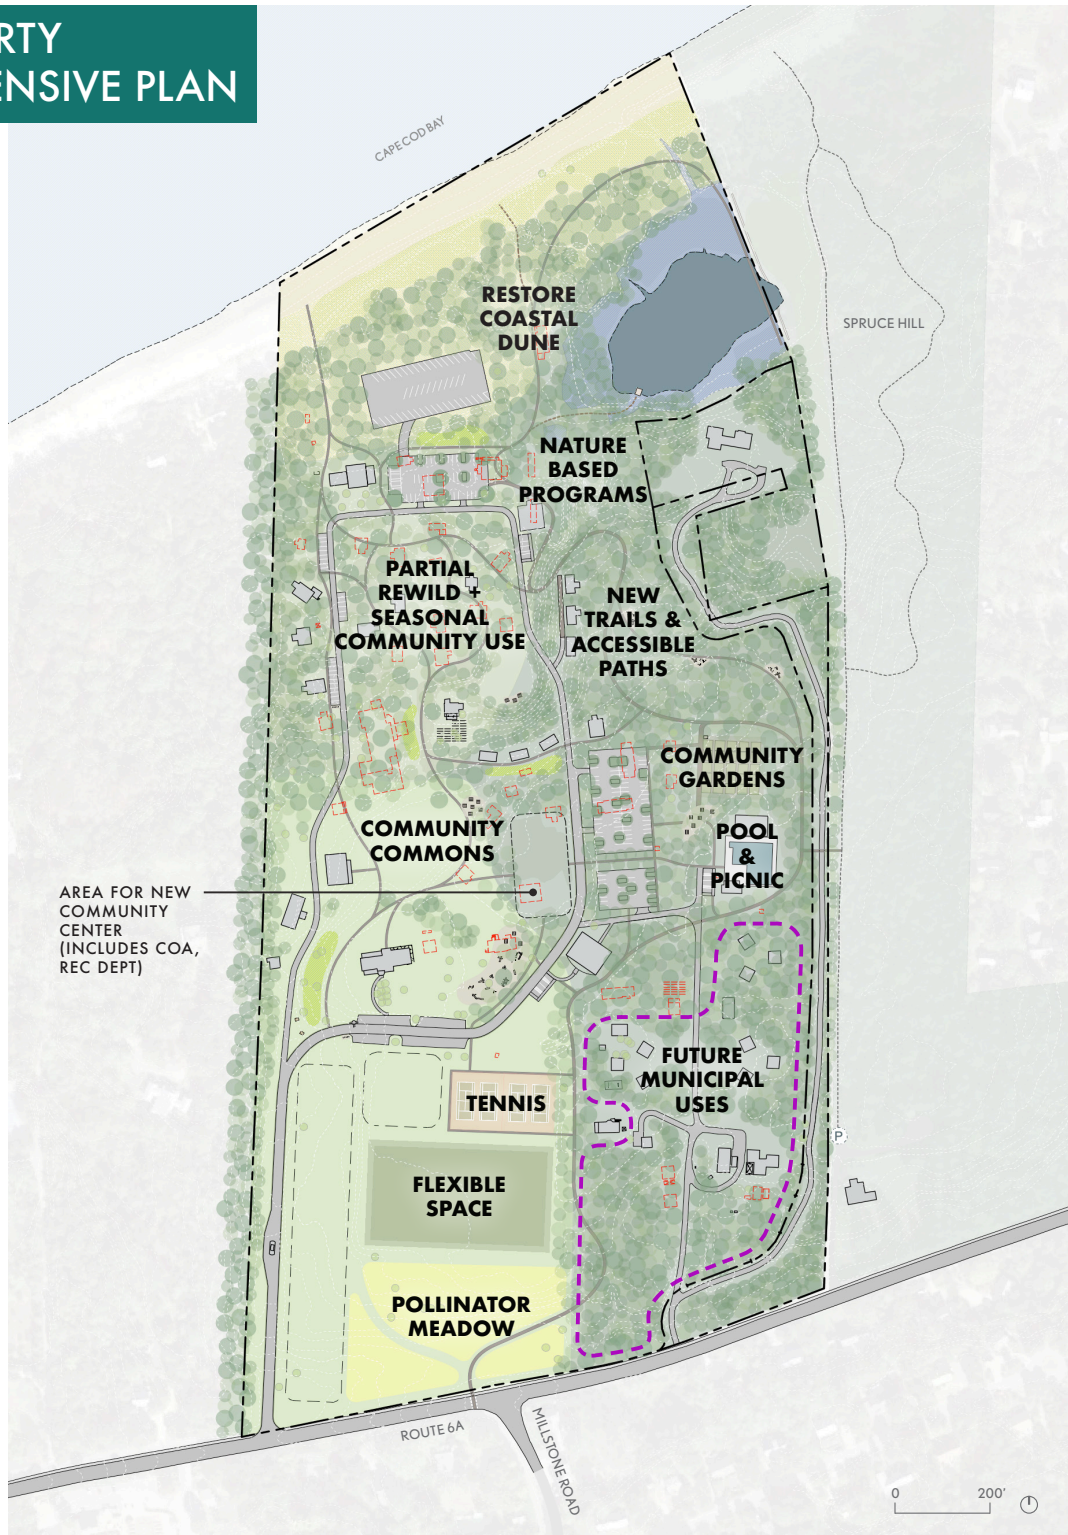 RTY
ENSIVE PLAN
CAPE COD BAY
RESTORE
COASTAL
DUNE
SPRUCE HILL
NATURE
BASED
PROGRAMS
PARTIAL
REWILD +
SEASONAL
COMMUNITY USE
NEW
TRAILS &
ACCESSIBLE
PATHS
COMMUNITY
GARDENS
COMMUNITY
COMMONS
POOL
&
PICNIC
AREA FOR NEW
COMMUNITY
CENTER
(INCLUDES COA,
REC DEPT)
FUTURE
MUNICIPAL
USES
TENNIS
P
FLEXIBLE
SPACE
POLLINATOR
MEADOW
ROUTE 6A
MILLSTONE ROAD
0 200'